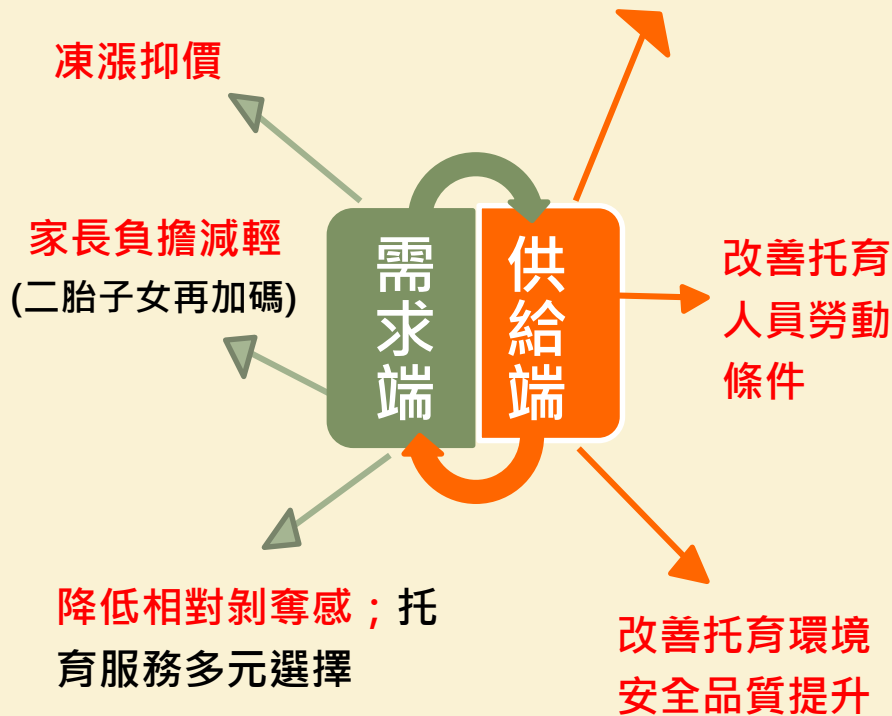 凍漲抑價
家長負擔減輕
(二胎子女再加碼)
需求端
供給端
改善托育
人員勞動
條件
降低相對剝奪感；托
育服務多元選擇
改善托育環境
安全品質提升